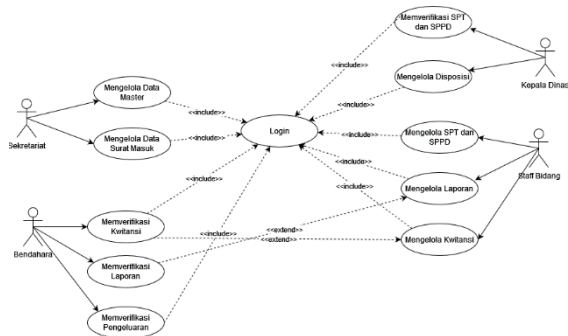 Memverifikasi SPT
dan SPPD
<<include>>
Kepala Dinas
Mengelola Data
Master
<<include>>
Mengelola Disposisi
<<include>>
Sekretariat
Mengelola Data
Surat Masuk
<<include>>
Login
<<include>>
Mengelola SPT dan
SPPD
Staff Bidang
<<include>>
<<include>>
Mengelola Laporan
<<include>>
Memverifikasi
Kwitansi
<<include>>
<<extend>>
<<extend>>
Mengelola Kwitansi
Bendahara
Memverifikasi
Laporan
Memverifikasi
Pengeluaran